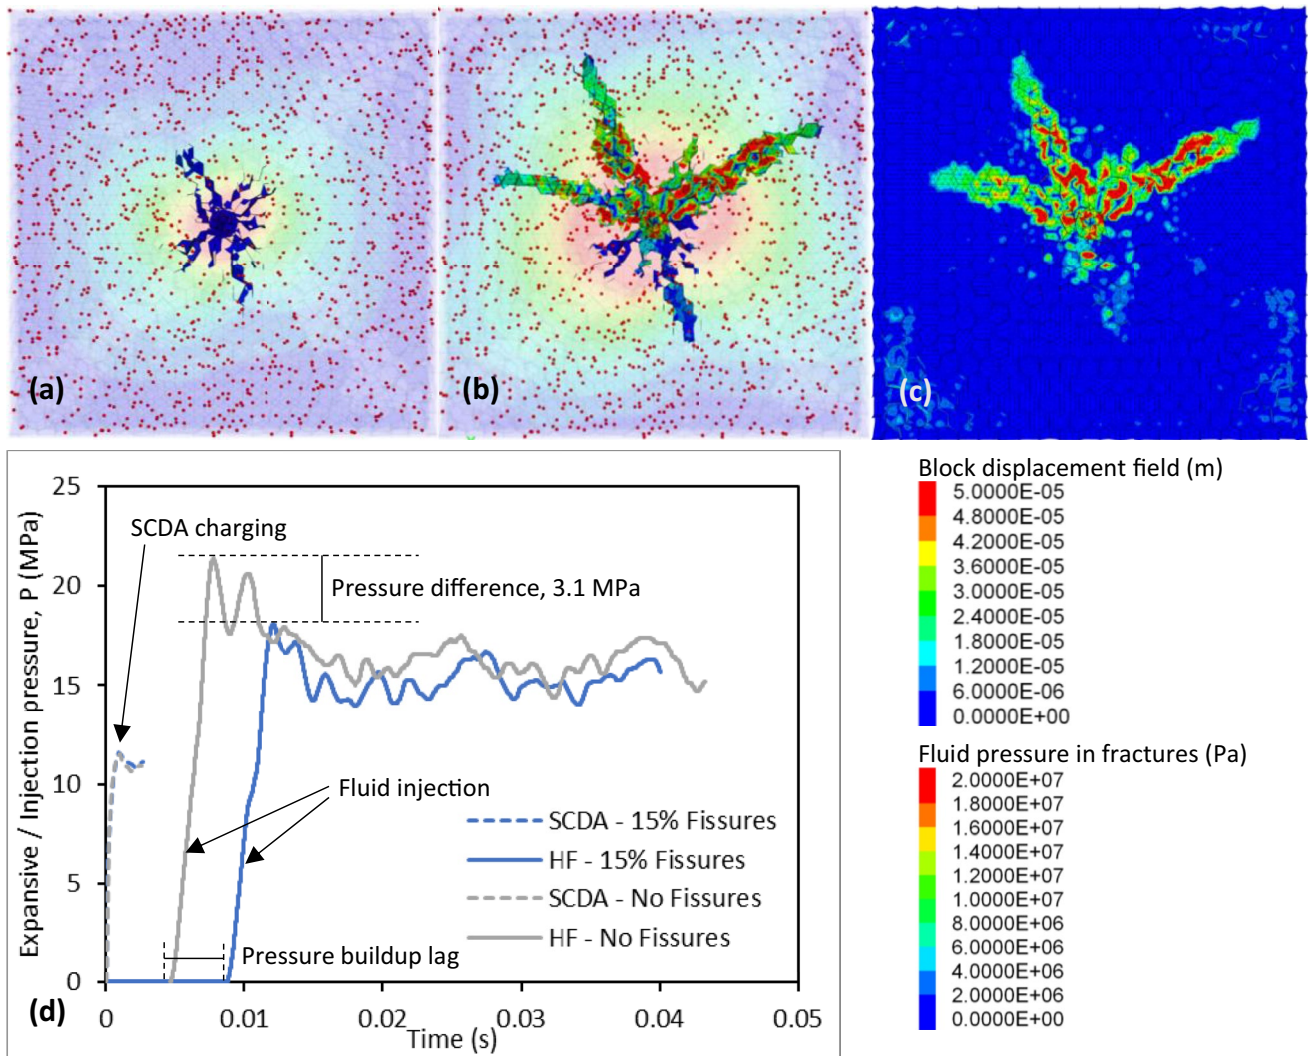 (a)
(b)
(c)
Block displacement field (m)
5.0000E-05
4.8000E-05
4.2000E-05
3.6000E-05
3.0000E-05
2.4000E-05
1.8000E-05
1.2000E-05
6.0000E-06
0.0000E+00
Fluid pressure in fractures (Pa)
2.0000E+07
1.8000E+07
1.6000E+07
1.4000E+07
1.2000E+07
1.0000E+07
8.0000E+06
6.0000E+06
4.0000E+06
2.0000E+06
0.0000E+00
Expansive / Injection pressure, P (MPa)
25
20
15
10
5
0
SCDA charging
Pressure difference, 3.1 MPa
Fluid injection
SCDA - 15% Fissures
HF - 15% Fissures
SCDA - No Fissures
HF - No Fissures
Pressure buildup lag
(d)
0
0.01
0.02
0.03
0.04
0.05
Time (s)